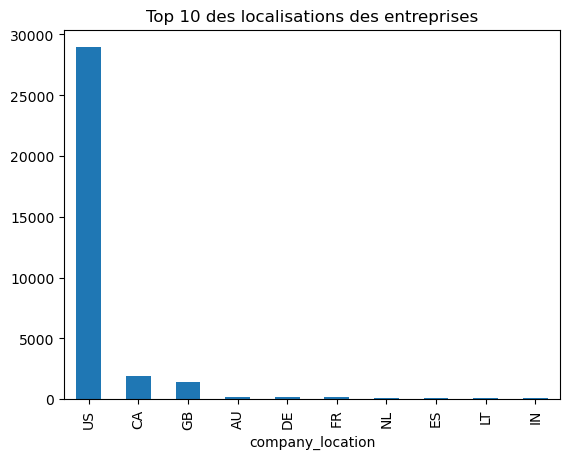 Top 10 des localisations des entreprises
30000
25000
20000
15000
10000
5000
0
US CA GB AU DE FR NL ES LT IN
company_location